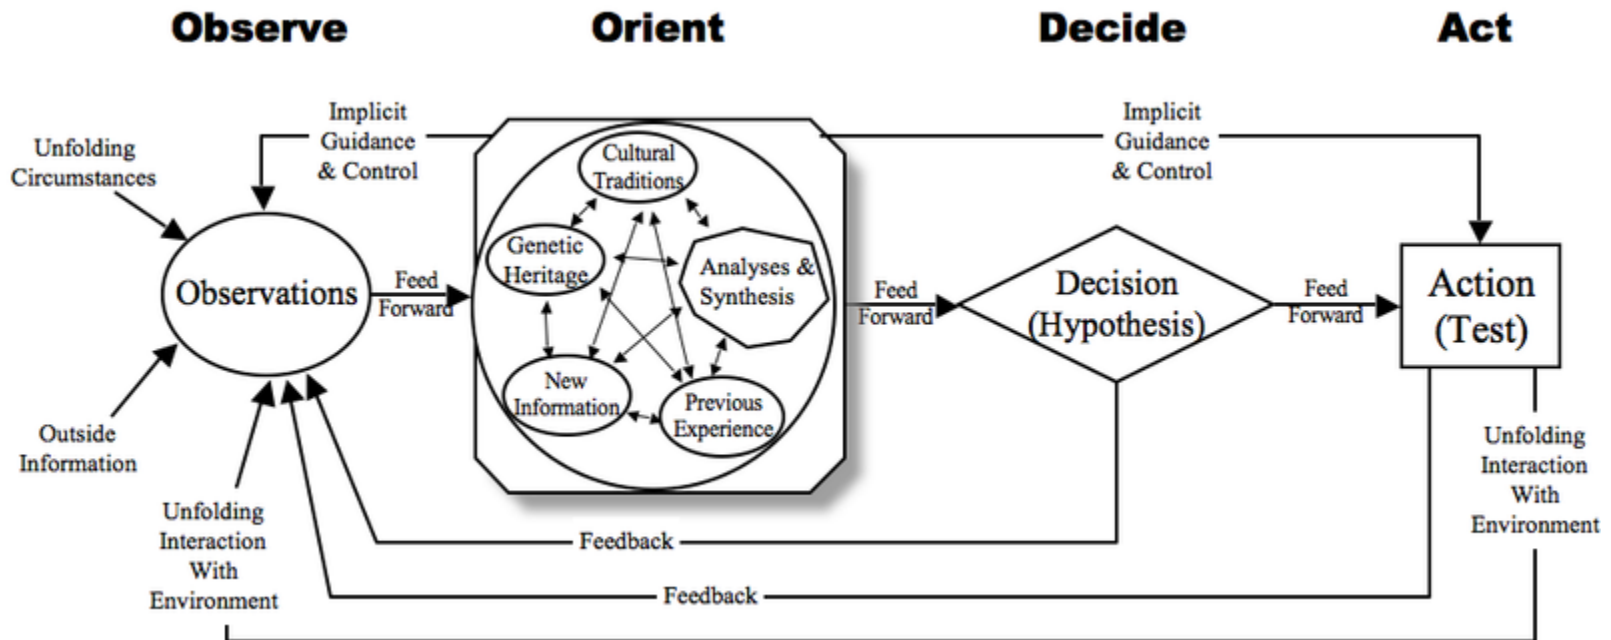 Observe
Orient
Decide
Act
Implicit
Guidance
& Control
Implicit
Guidance
& Control
Unfolding
Circumstances
Observations
Outside
Information
Unfolding
Interaction
With
Environment
Feed
Forward
Cultural
Traditions
Genetic
Heritage
Analyses &
Synthesis
New
Information
Previous
Experience
Feed
Forward
Decision
(Hypothesis)
Feed
Forward
Action
(Test)
Unfolding
Interaction
With
Environment
Feedback
Feedback